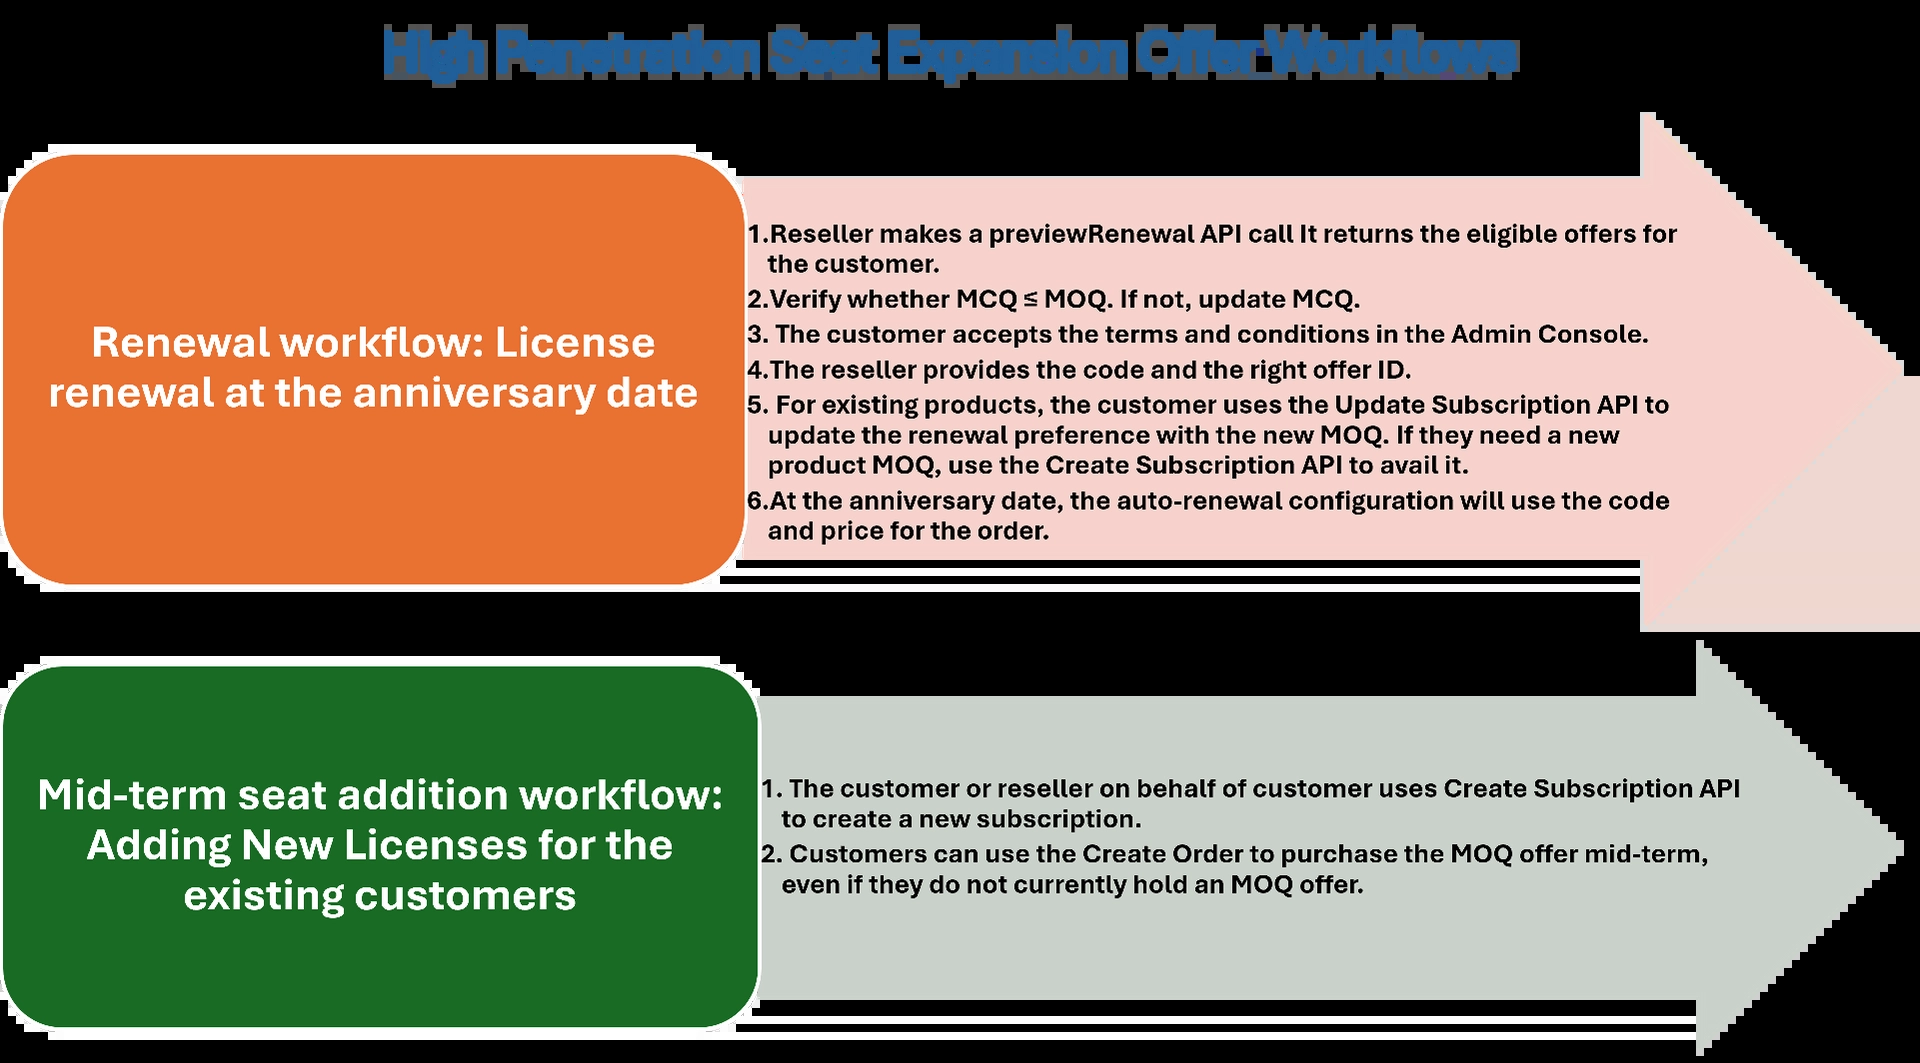 High Penetration Seat Expansion Offer Workflows
Renewal workflow: License
renewal at the anniversary date
1.Reseller makes a previewRenewal API call It returns the eligible offers for
the customer.
2.Verify whether MCQ ≤ MOQ. If not, update MCQ.
3. The customer accepts the terms and conditions in the Admin Console.
4.The reseller provides the code and the right offer ID.
5. For existing products, the customer uses the Update Subscription API to
update the renewal preference with the new MOQ. If they need a new
product MOQ, use the Create Subscription API to avail it.
6.At the anniversary date, the auto-renewal configuration will use the code
and price for the order.
Mid-term seat addition workflow:
Adding New Licenses for the
existing customers
1. The customer or reseller on behalf of customer uses Create Subscription API
to create a new subscription.
2. Customers can use the Create Order to purchase the MOQ offer mid-term,
even if they do not currently hold an MOQ offer.